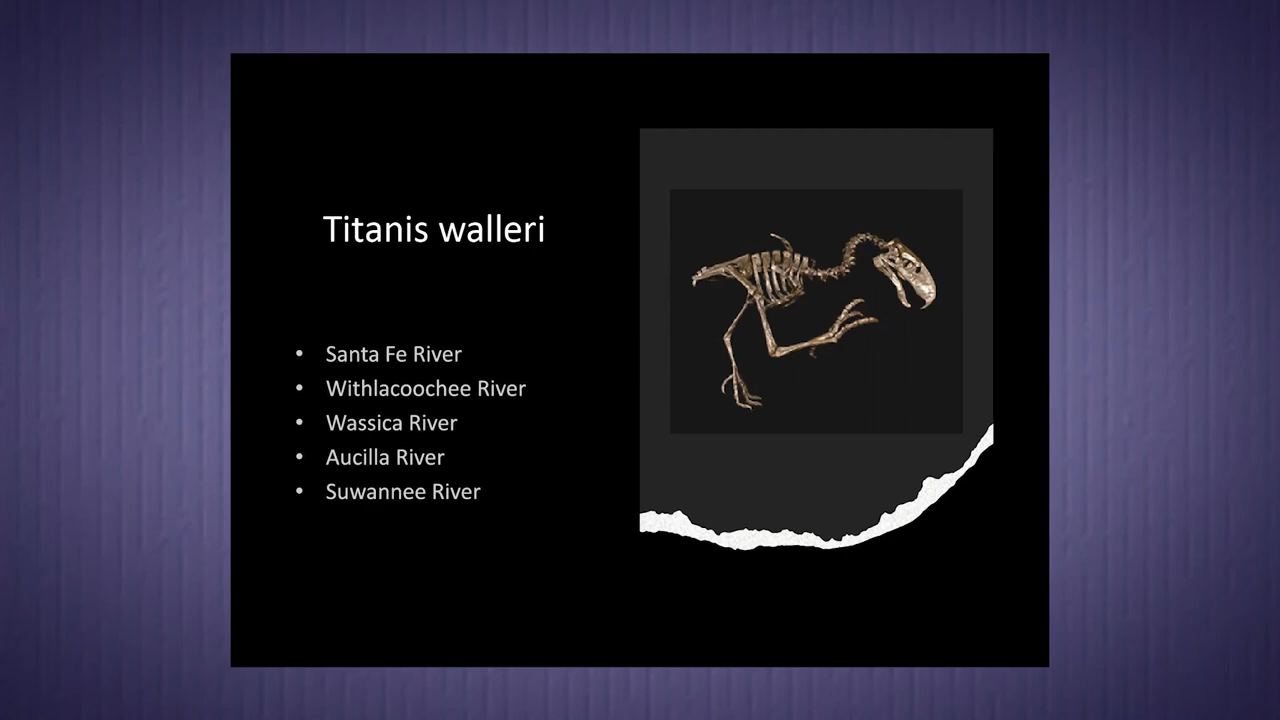 Titanis walleri
• Santa Fe River
• Withlacoochee River
• Wassica River
• Aucilla River
• Suwannee River